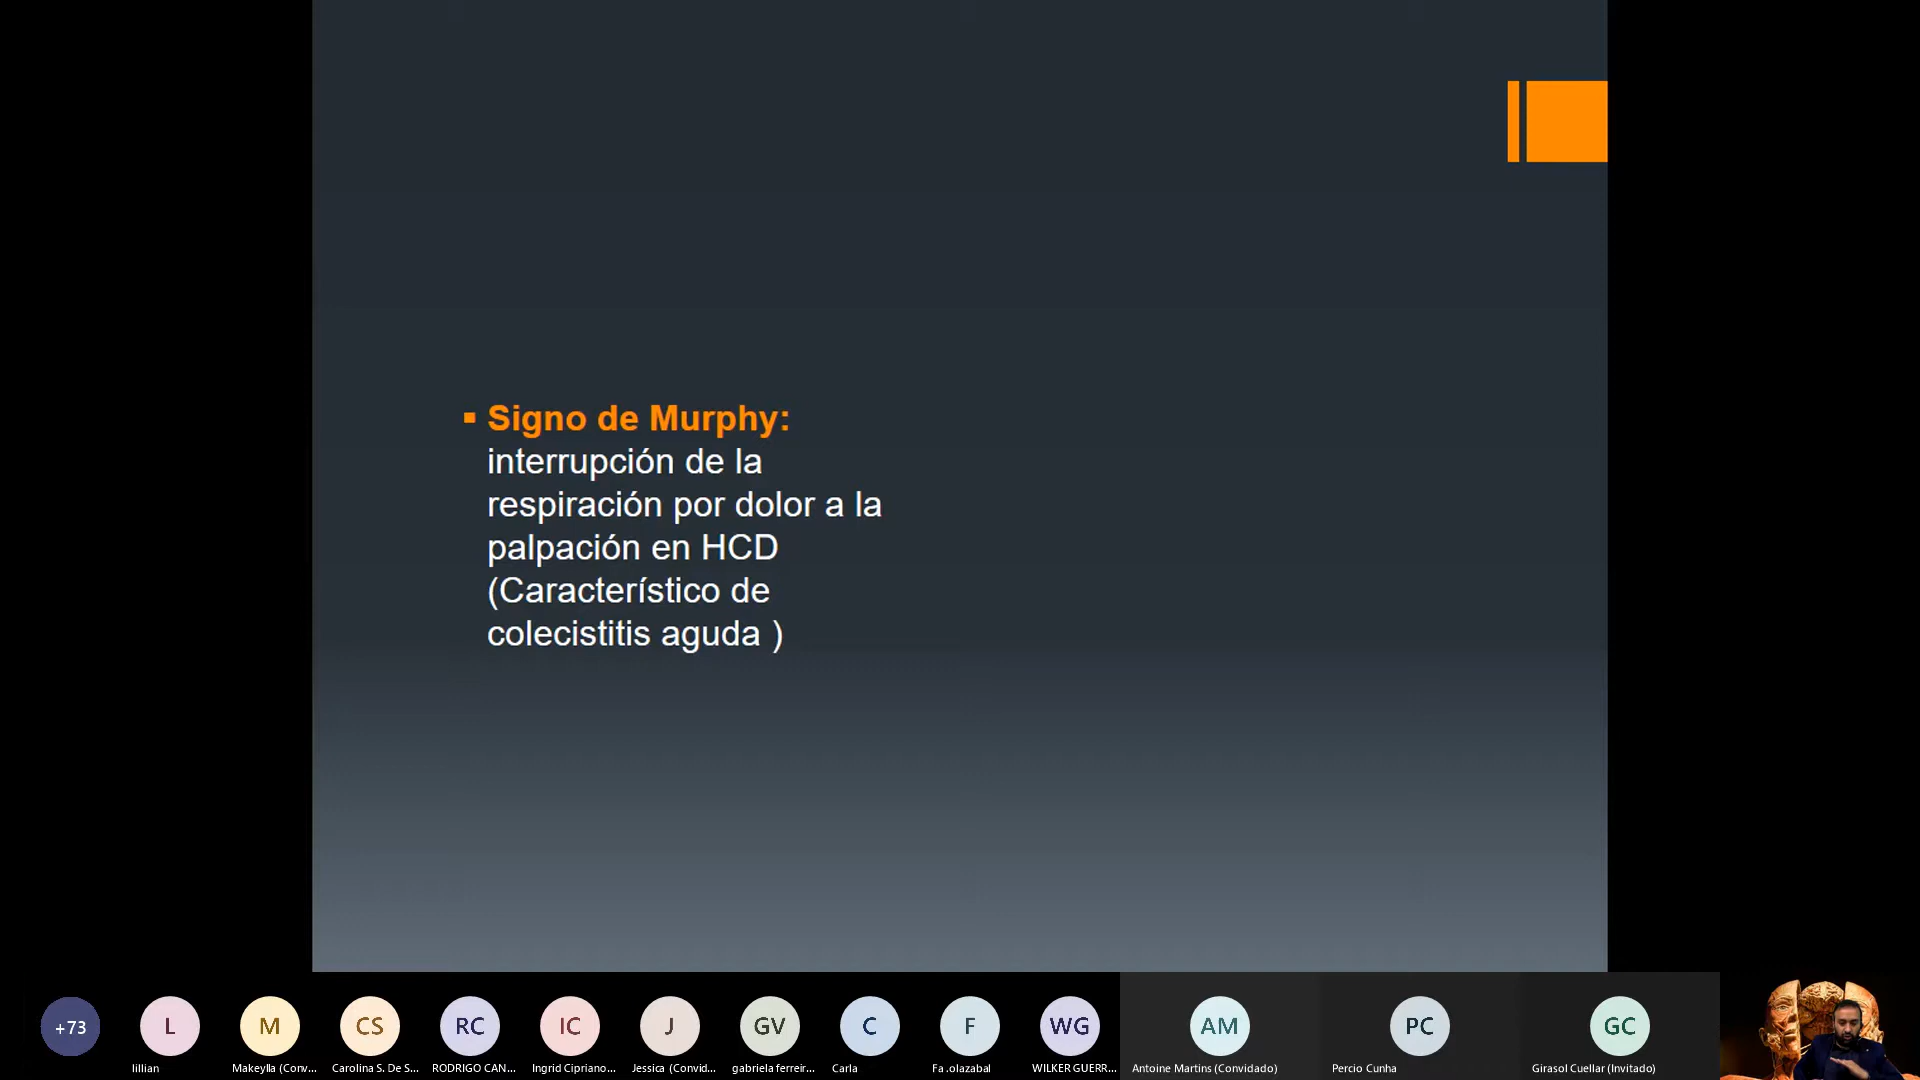 Signo de Murphy:
interrupción de la
respiración por dolor a la
palpación en HCD
(Característico de
colecistitis aguda )
+73
L
M
CS
RC
IC
J
GV
C
F
WG
AM
PC
GC
lillian
Makeylla (Conv...
Carolina S. De S...
RODRIGO CAN...
Ingrid Cipriano...
Jessica (Convid...
gabriela ferreir...
Carla
Fa .olazabal
WILKER GUERR...
Antoine Martins (Convidado)
Percio Cunha
Girasol Cuellar (Invitado)